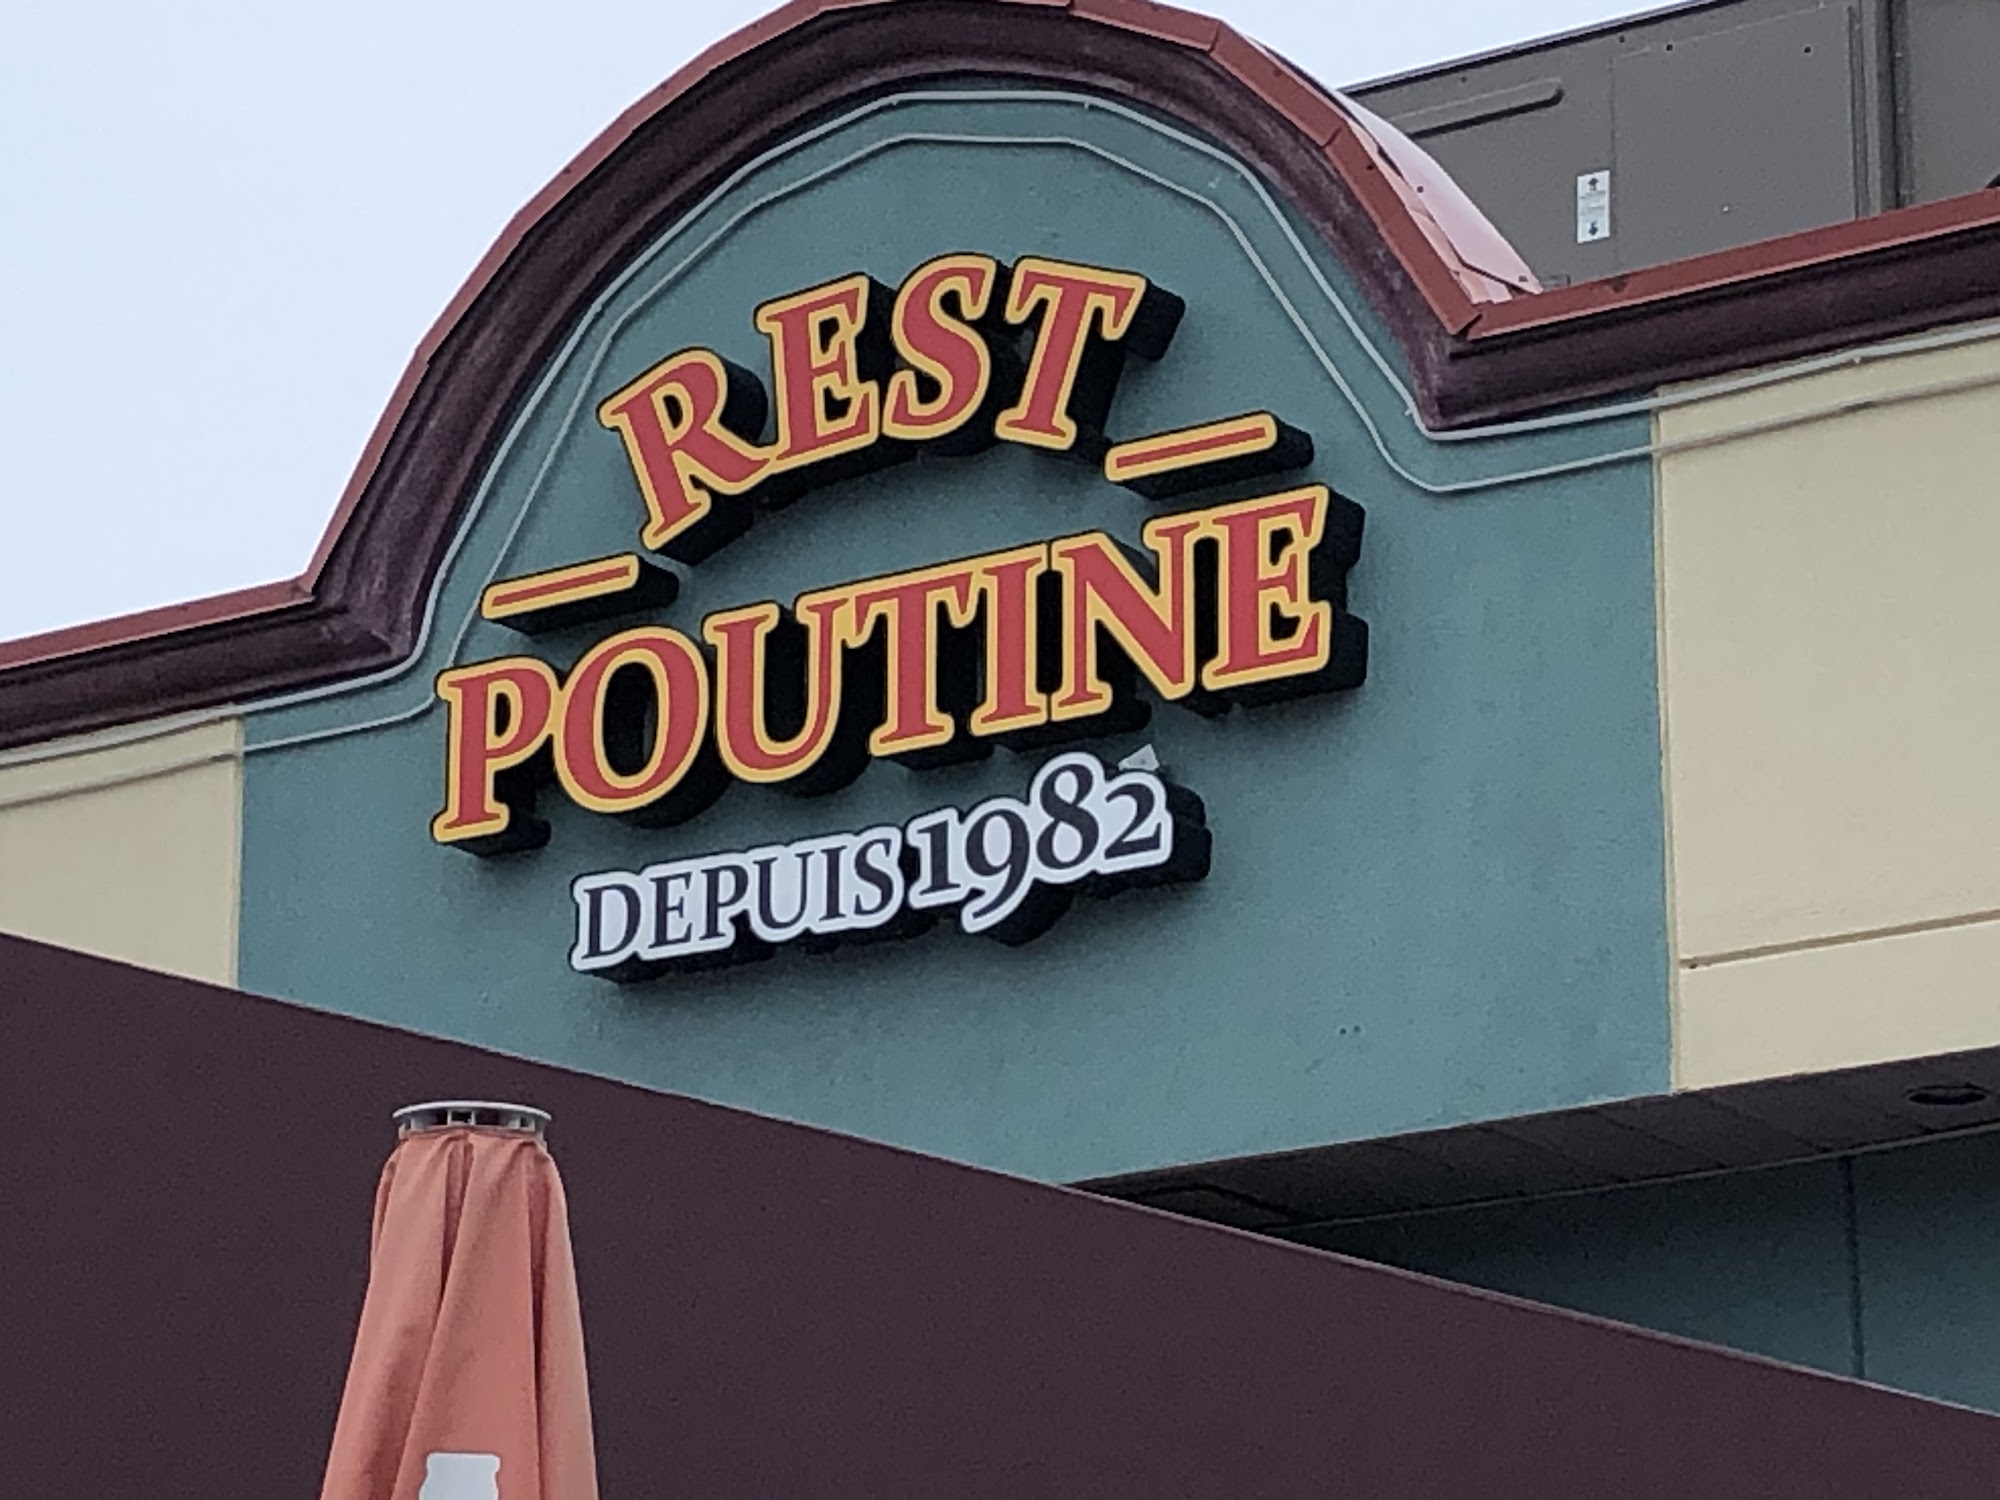 REST
POUTINE
DEPUIS 1982